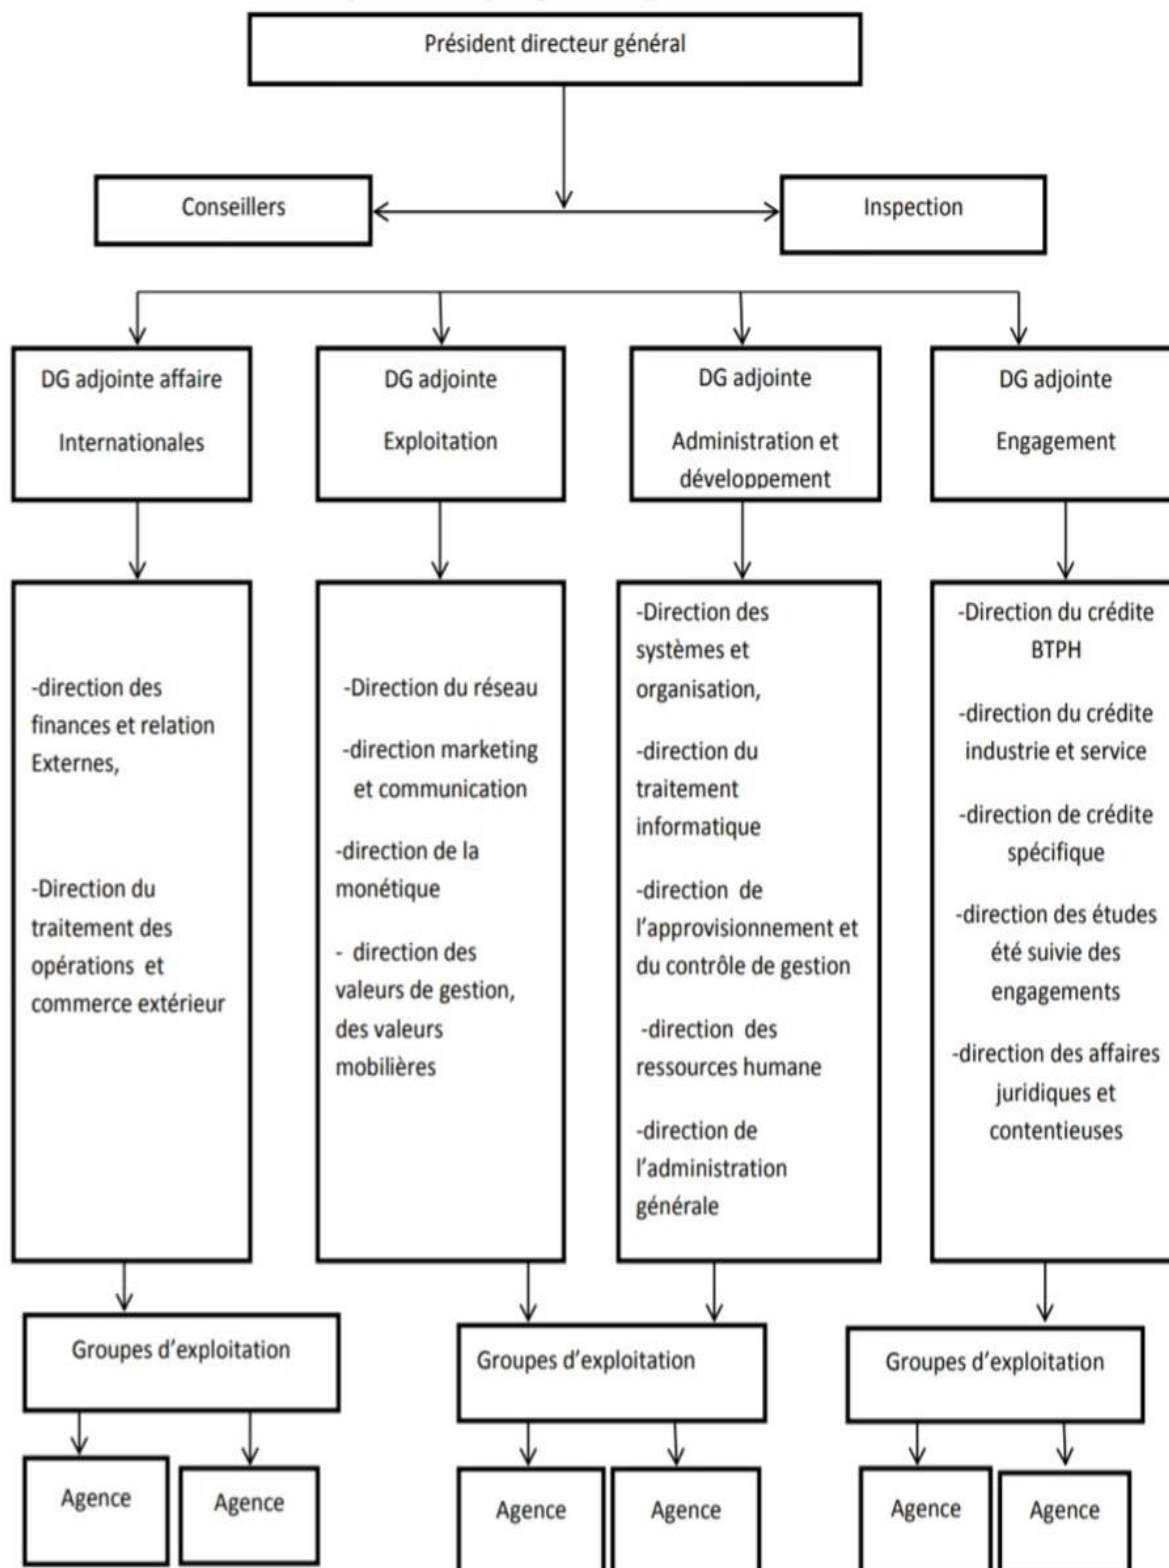 Président directeur général
Conseillers
Inspection
DG adjointe affaire
Internationales
DG adjointe
Exploitation
DG adjointe
Administration et
développement
DG adjointe
Engagement
-direction des
finances et relation
Externes,
-Direction du
traitement des
opérations et
commerce extérieur
-Direction du réseau
-direction marketing
et communication
-direction de la
monétique
- direction des
valeurs de gestion,
des valeurs
mobilières
-Direction des
systèmes et
organisation,
-direction du
traitement
informatique
-direction de
l'approvisionnement et
du contrôle de gestion
-direction des
ressources humane
-direction de
l'administration
générale
-Direction du crédite
BTPH
-direction du crédite
industrie et service
-direction de crédite
spécifique
-direction des études
été suivie des
engagements
-direction des affaires
juridiques et
contentieuses
Groupes d'exploitation
Groupes d'exploitation
Groupes d'exploitation
Agence
Agence
Agence
Agence
Agence
Agence